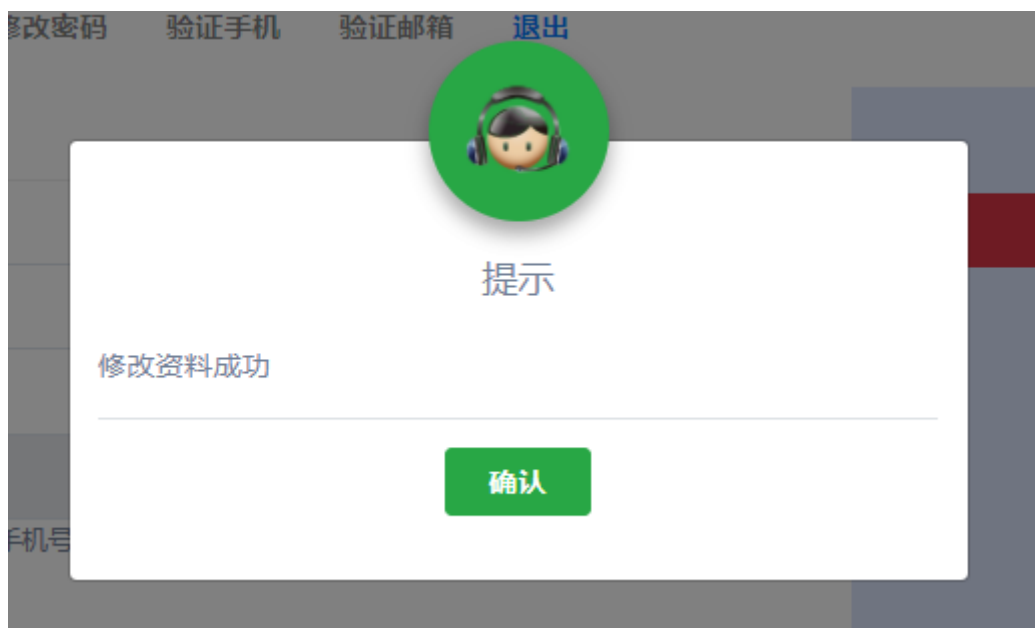 修改密码 验证手机 验证邮箱 退出
提示
修改资料成功
确认
手机号